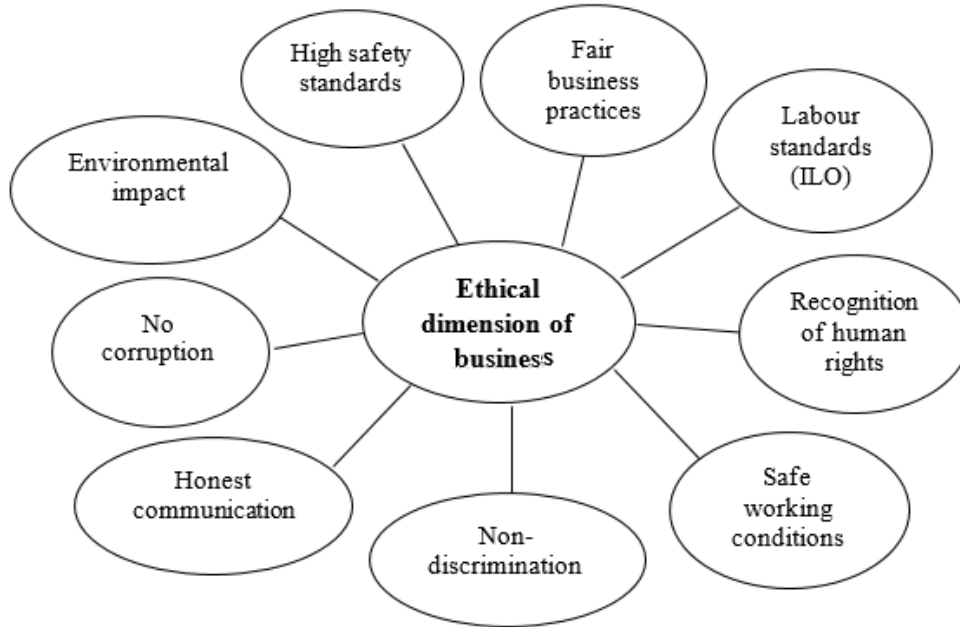 High safety
standards
Fair
business
practices
Labour
standards
(ILO)
Environmental
impact
Ethical
dimension of
business
Recognition
of human
rights
No
corruption
Honest
communication
Non-
discrimination
Safe
working
conditions